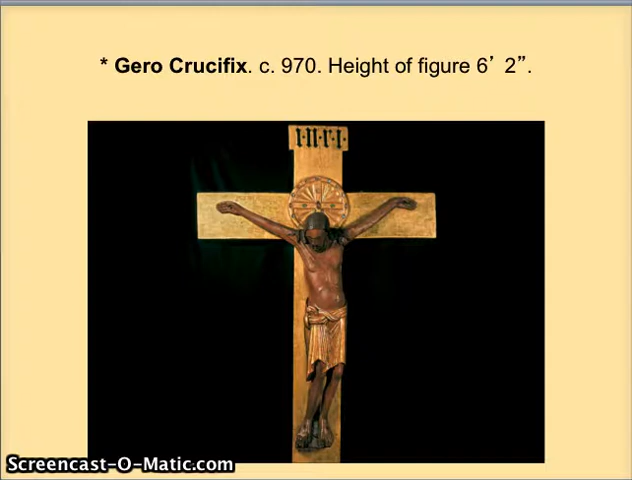 * Gero Crucifix. c. 970. Height of figure 6’ 2”.
I·N·R·I·
Screencast-O-Matic.com